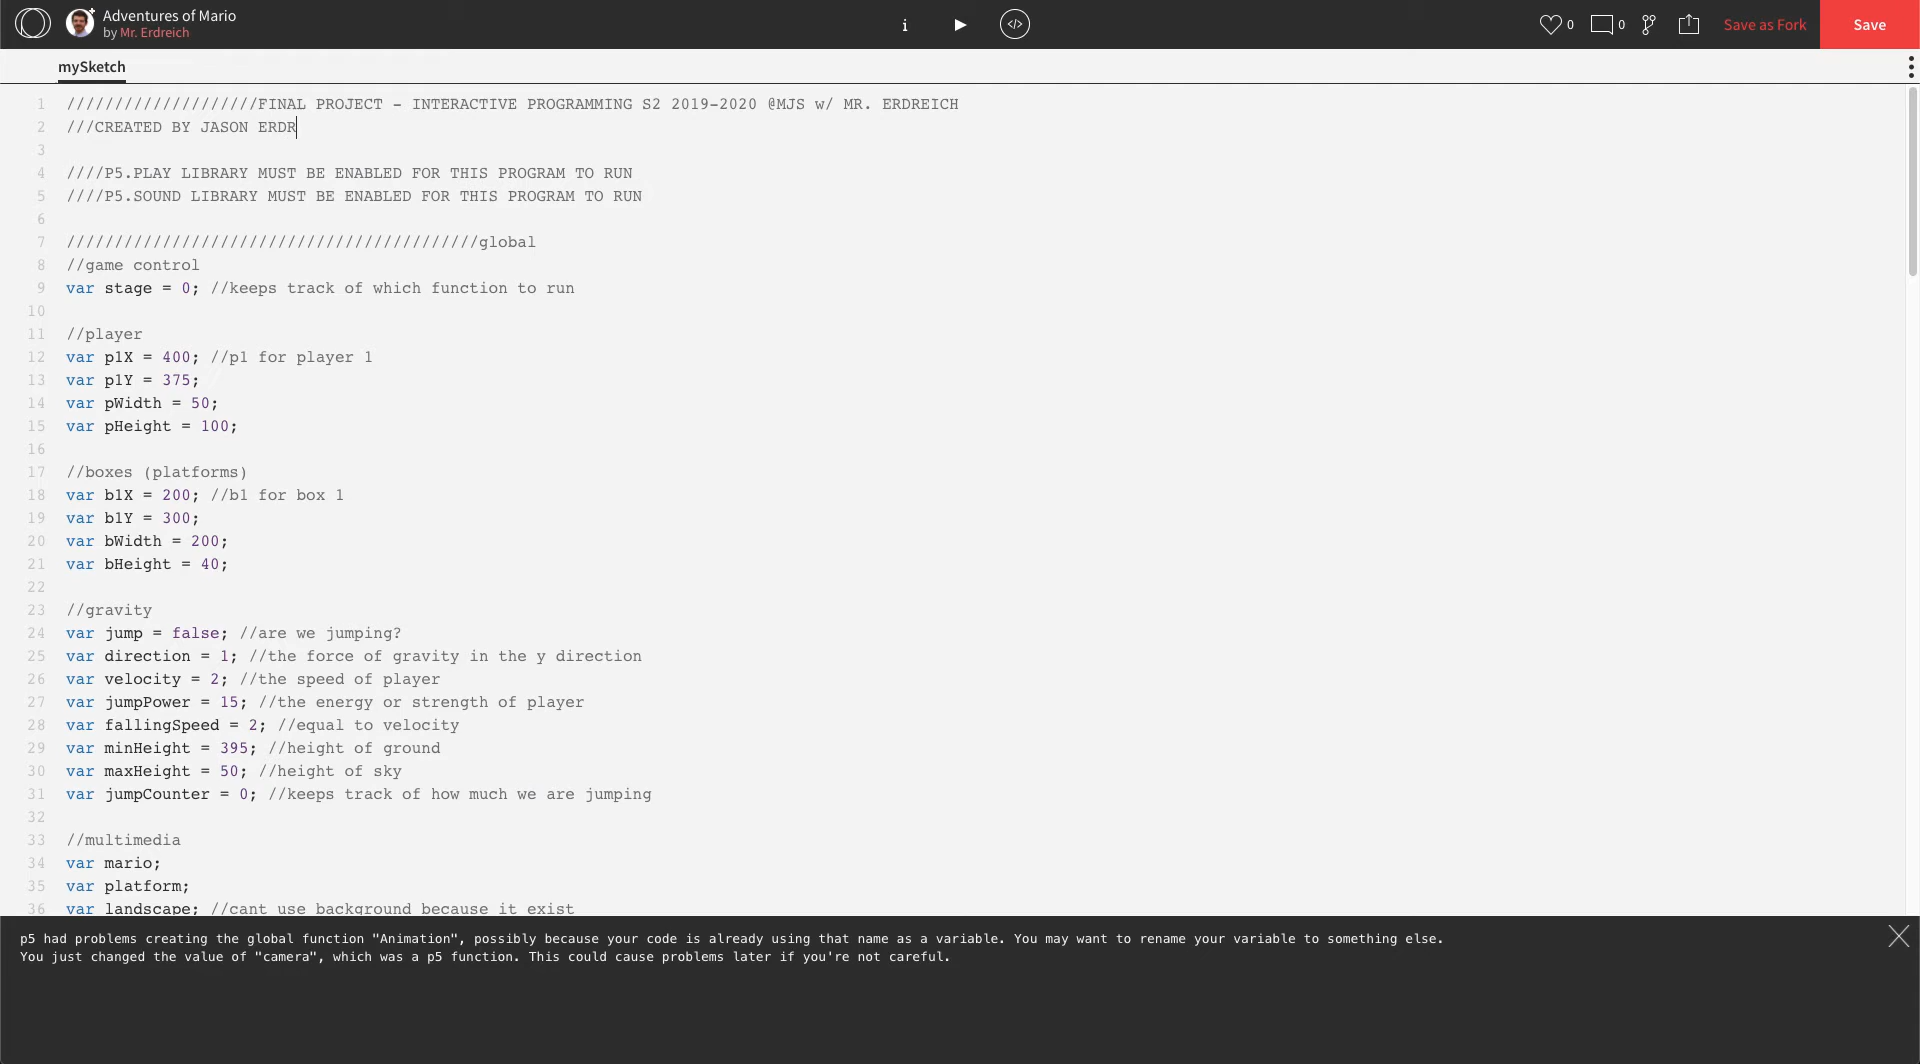 Adventures of Mario
by Mr. Erdreich
i
</>
0
0
Save as Fork
Save
mySketch
1 ////////////////////FINAL PROJECT - INTERACTIVE PROGRAMMING S2 2019-2020 @MJS w/ MR. ERDREICH
2 ///CREATED BY JASON ERDR
3
4 ////P5.PLAY LIBRARY MUST BE ENABLED FOR THIS PROGRAM TO RUN
5 ////P5.SOUND LIBRARY MUST BE ENABLED FOR THIS PROGRAM TO RUN
6
7 ///////////////////////////////////////////global
8 //game control
9 var stage = 0; //keeps track of which function to run
10
11 //player
12 var p1X = 400; //p1 for player 1
13 var p1Y = 375;
14 var pWidth = 50;
15 var pHeight = 100;
16
17 //boxes (platforms)
18 var b1X = 200; //b1 for box 1
19 var b1Y = 300;
20 var bWidth = 200;
21 var bHeight = 40;
22
23 //gravity
24 var jump = false; //are we jumping?
25 var direction = 1; //the force of gravity in the y direction
26 var velocity = 2; //the speed of player
27 var jumpPower = 15; //the energy or strength of player
28 var fallingSpeed = 2; //equal to velocity
29 var minHeight = 395; //height of ground
30 var maxHeight = 50; //height of sky
31 var jumpCounter = 0; //keeps track of how much we are jumping
32
33 //multimedia
34 var mario;
35 var platform;
36 var landscape; //cant use background because it exist
p5 had problems creating the global function "Animation", possibly because your code is already using that name as a variable. You may want to rename your variable to something else.
You just changed the value of "camera", which was a p5 function. This could cause problems later if you're not careful.